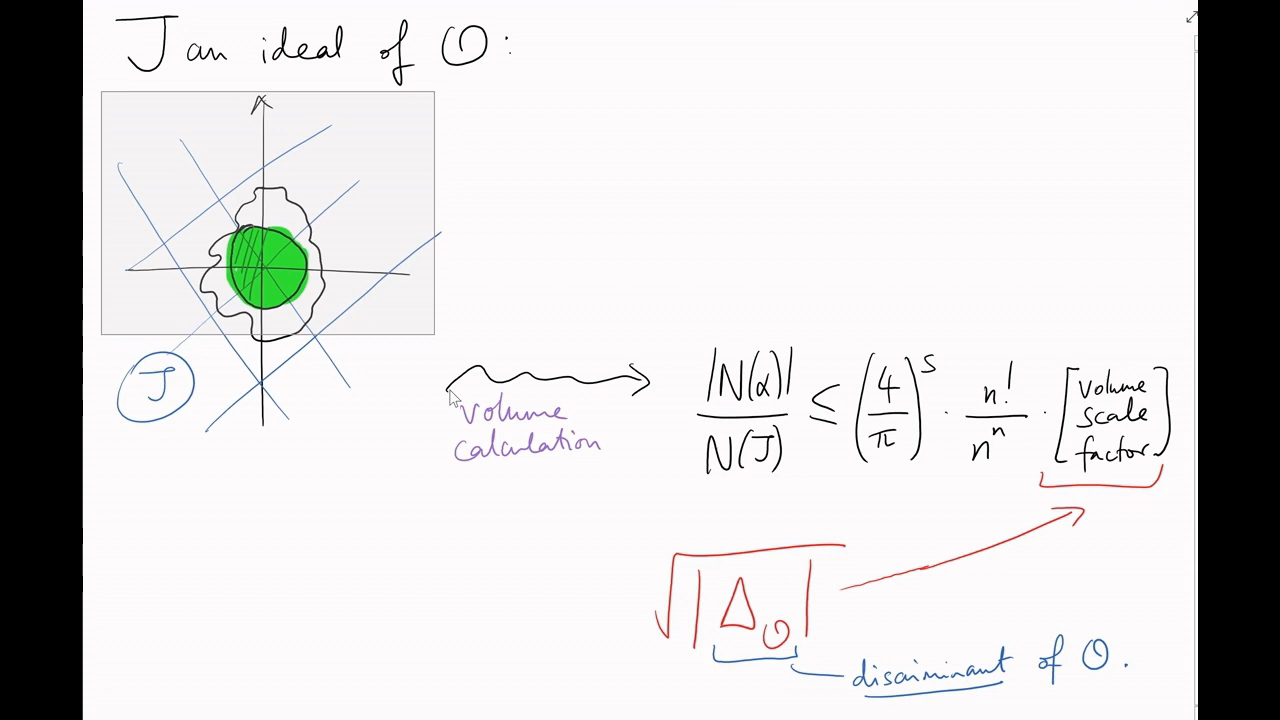 J an ideal of O:
J
volume
calculation
|N(α)| / N(J) ≤ (4/π)^s · n!/n^n · [volume scale factor]
√|Δ_O|
discriminant of O.